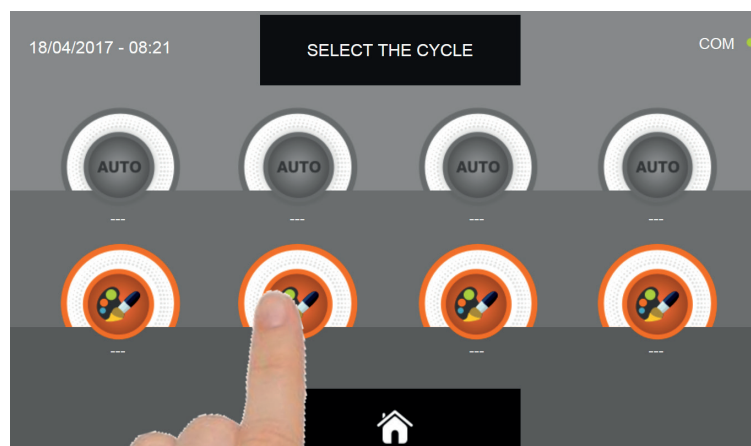 18/04/2017 - 08:21
SELECT THE CYCLE
COM
AUTO AUTO AUTO AUTO
--- --- --- ---
--- --- --- ---